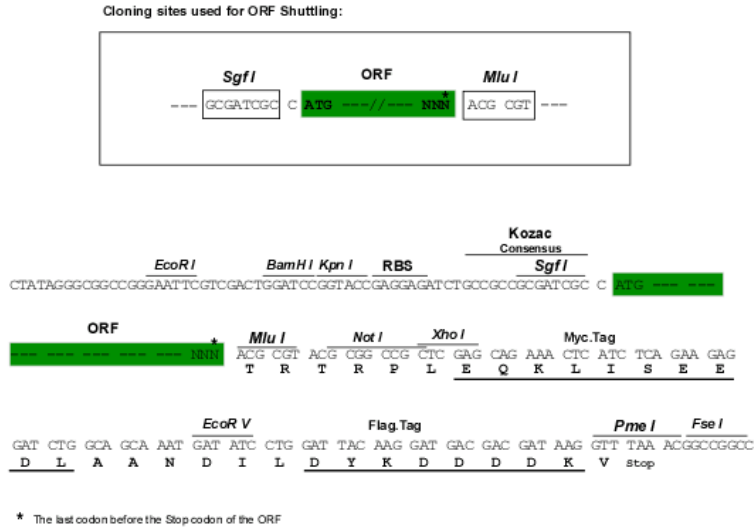 Cloning sites used for ORF Shuttling:
Sgf I ORF Mlu I
*
--- GCGATCGC C ATG ---//--- NNN ACG CGT ---
Kozac
Consensus
EcoR I BamH I Kpn I RBS Sgf I
CTATAGGGCGGCCGGGAATTCGTCGACTGGATCCGGTACCGAGGAGATCTGCCGCCGCGATCGC C ATG --- ---
ORF
* Mlu I Not I Xho I Myc.Tag
--- --- --- --- --- NNN ACG CGT ACG CGG CCG CTC GAG CAG AAA CTC ATC TCA GAA GAG
T R T R P L E Q K L I S E E
EcoR V Flag.Tag Pme I Fse I
GAT CTG GCA GCA AAT GAT ATC CTG GAT TAC AAG GAT GAC GAC GAT AAG GTT TAA ACGGCCGGCC
D L A A N D I L D Y K D D D D K V Stop
* The last codon before the Stop codon of the ORF